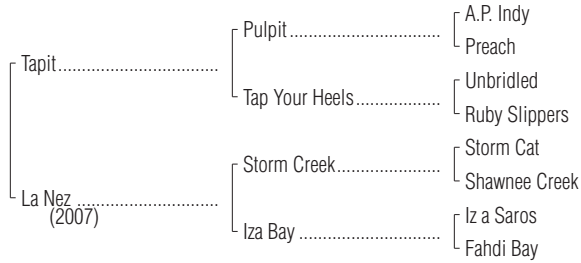 A.P. Indy
Pulpit
Preach
Tapit
Unbridled
Tap Your Heels
Ruby Slippers
Storm Cat
Storm Creek
Shawnee Creek
La Nez
(2007)
Iz a Saros
Iza Bay
Fahdi Bay